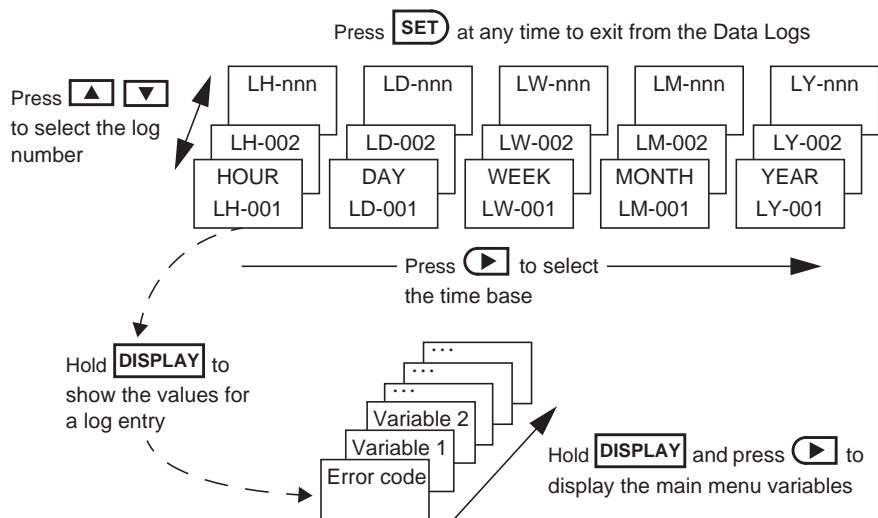 Press SET at any time to exit from the Data Logs
Press ▲ ▼
to select the log
number
LH-nnn LD-nnn LW-nnn LM-nnn LY-nnn
LH-002 LD-002 LW-002 LM-002 LY-002
HOUR DAY WEEK MONTH YEAR
LH-001 LD-001 LW-001 LM-001 LY-001
Press ▶ to select
the time base
Hold DISPLAY to
show the values for
a log entry
...
...
...
Variable 2
Variable 1
Error code
Hold DISPLAY and press ▶ to
display the main menu variables